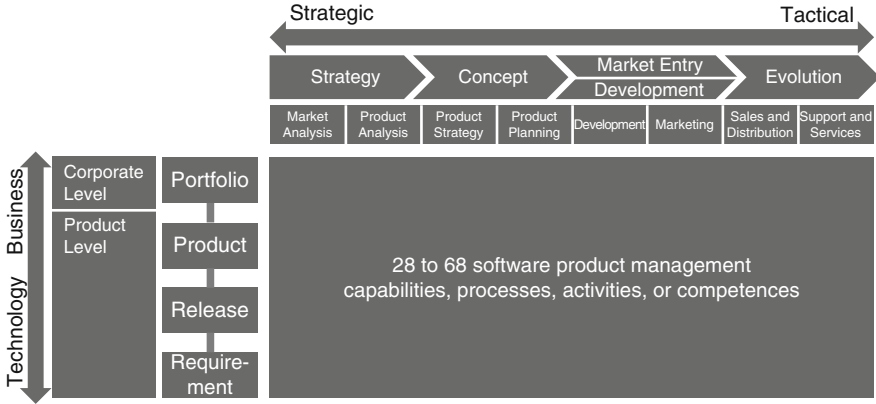 Strategic
Tactical
Strategy
Concept
Market Entry
Development
Evolution
Market
Analysis
Product
Analysis
Product
Strategy
Product
Planning
Development
Marketing
Sales and
Distribution
Support and
Services
Technology Business
Corporate
Level
Product
Level
Portfolio
Product
Release
Require-
ment
28 to 68 software product management
capabilities, processes, activities, or competences